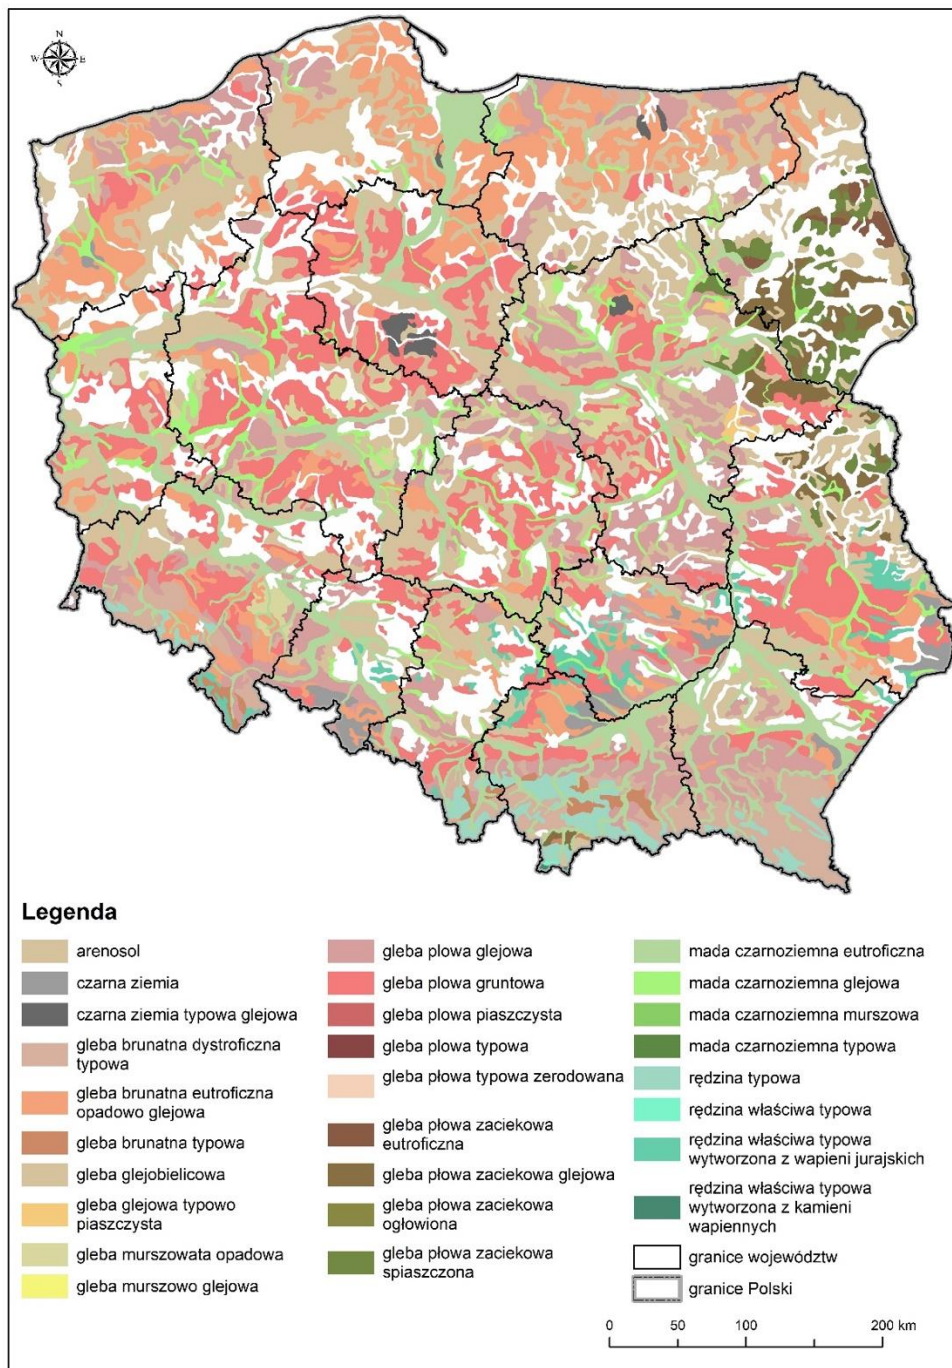 N
W E
S
Legenda
arenosol
czarna ziemia
czarna ziemia typowa glejowa
gleba brunatna dystroficzna
typowa
gleba brunatna eutroficzna
opadowo glejowa
gleba brunatna typowa
gleba glejobielicowa
gleba glejowa typowo
piaszczysta
gleba murszowata opadowa
gleba murszowo glejowa
gleba plowa glejowa
gleba plowa gruntowa
gleba plowa piaszczysta
gleba plowa typowa
gleba płowa typowa zerodowana
gleba płowa zaciekowa
eutroficzna
gleba płowa zaciekowa glejowa
gleba płowa zaciekowa
ogłowiona
gleba płowa zaciekowa
spiaszczona
mada czarnoziemna eutroficzna
mada czarnoziemna glejowa
mada czarnoziemna murszowa
mada czarnoziemna typowa
rędzina typowa
rędzina właściwa typowa
rędzina właściwa typowa
wytworzona z wapieni jurajskich
rędzina właściwa typowa
wytworzona z kamieni
wapiennych
granice województw
granice Polski
0 50 100 200 km